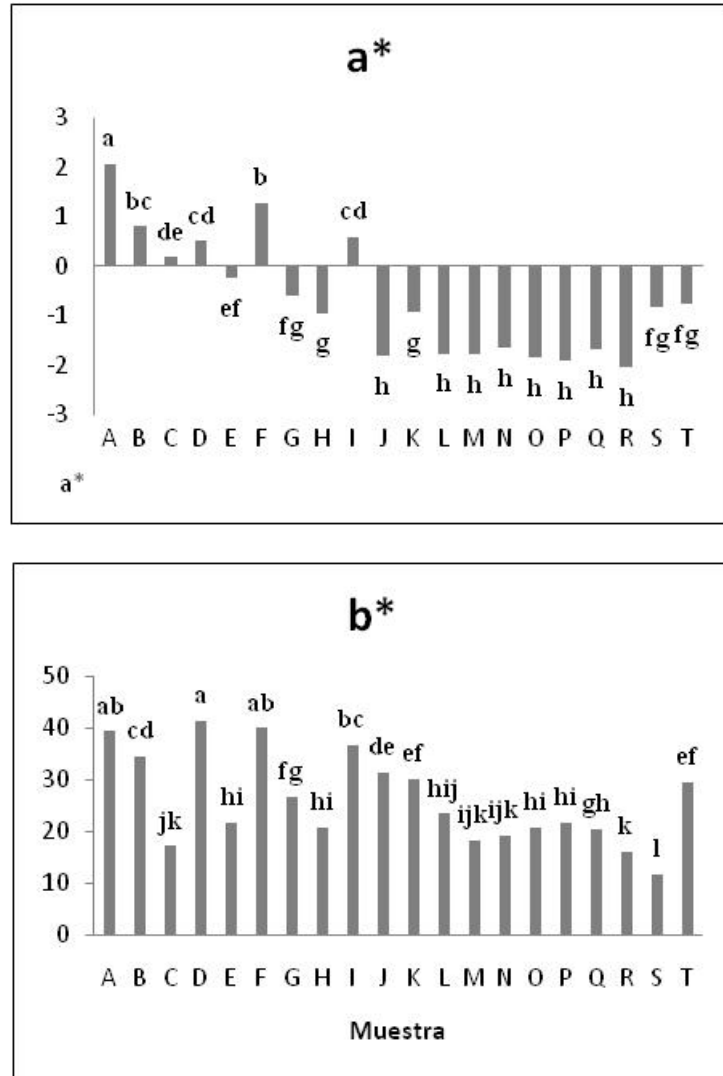 a*
3
2
1
0
-1
-2
-3
a
bc
de
cd
ef
b
fg
g
cd
h
g
h
h
h
h
h
h
h
fg
fg
A B C D E F G H I J K L M N O P Q R S T
a*
b*
50
40
30
20
10
0
ab
cd
jk
a
hi
ab
fg
hi
bc
de
ef
hij
ijk
ijk
hi
hi
gh
k
l
ef
A B C D E F G H I J K L M N O P Q R S T
Muestra